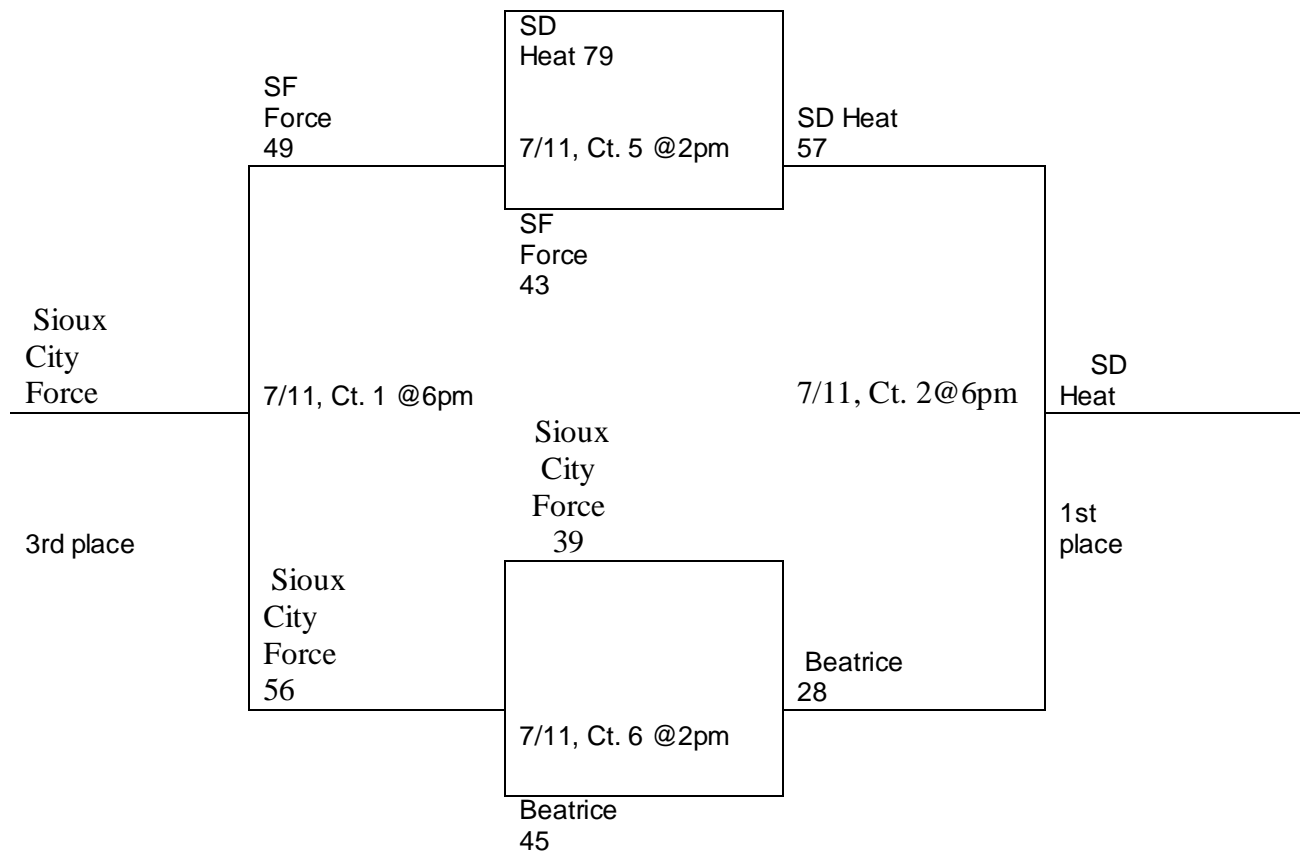 SD
Heat 79
SF
Force
49
7/11, Ct. 5 @2pm
SD Heat
57
SF
Force
43
Sioux
City
Force
7/11, Ct. 1 @6pm
7/11, Ct. 2@6pm
SD
Heat
Sioux
City
Force
39
3rd place
1st
place
Sioux
City
Force
56
Beatrice
28
7/11, Ct. 6 @2pm
Beatrice
45